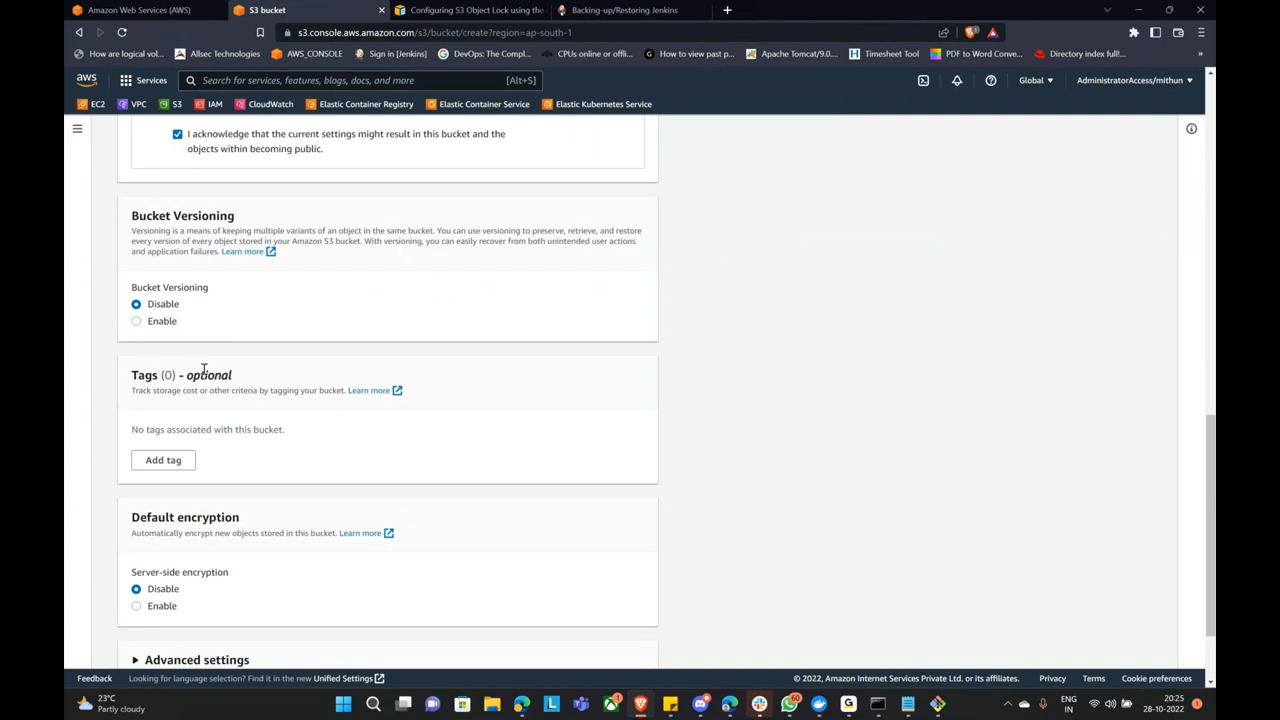 Amazon Web Services (AWS)
S3 bucket
Configuring S3 Object Lock using the
Backing-up/Restoring Jenkins
s3.console.aws.amazon.com/s3/bucket/create?region=ap-south-1
How are logical vol...
Allsec Technologies
AWS_CONSOLE
Sign in [Jenkins]
DevOps: The Compl...
CPUs online or offli...
How to view past p...
Apache Tomcat/9.0....
Timesheet Tool
PDF to Word Conve...
Directory index full!...
aws
Services
Search for services, features, blogs, docs, and more
[Alt+S]
Global
AdministratorAccess/mithun
EC2
VPC
S3
IAM
CloudWatch
Elastic Container Registry
Elastic Container Service
Elastic Kubernetes Service
I acknowledge that the current settings might result in this bucket and the
objects within becoming public.
Bucket Versioning
Versioning is a means of keeping multiple variants of an object in the same bucket. You can use versioning to preserve, retrieve, and restore
every version of every object stored in your Amazon S3 bucket. With versioning, you can easily recover from both unintended user actions
and application failures. Learn more
Bucket Versioning
Disable
Enable
Tags (0) - optional
Track storage cost or other criteria by tagging your bucket. Learn more
No tags associated with this bucket.
Add tag
Default encryption
Automatically encrypt new objects stored in this bucket. Learn more
Server-side encryption
Disable
Enable
Advanced settings
Feedback
Looking for language selection? Find it in the new Unified Settings
© 2022, Amazon Internet Services Private Ltd. or its affiliates.
Privacy
Terms
Cookie preferences
23°C
Partly cloudy
1
60
ENG
IN
20:25
28-10-2022